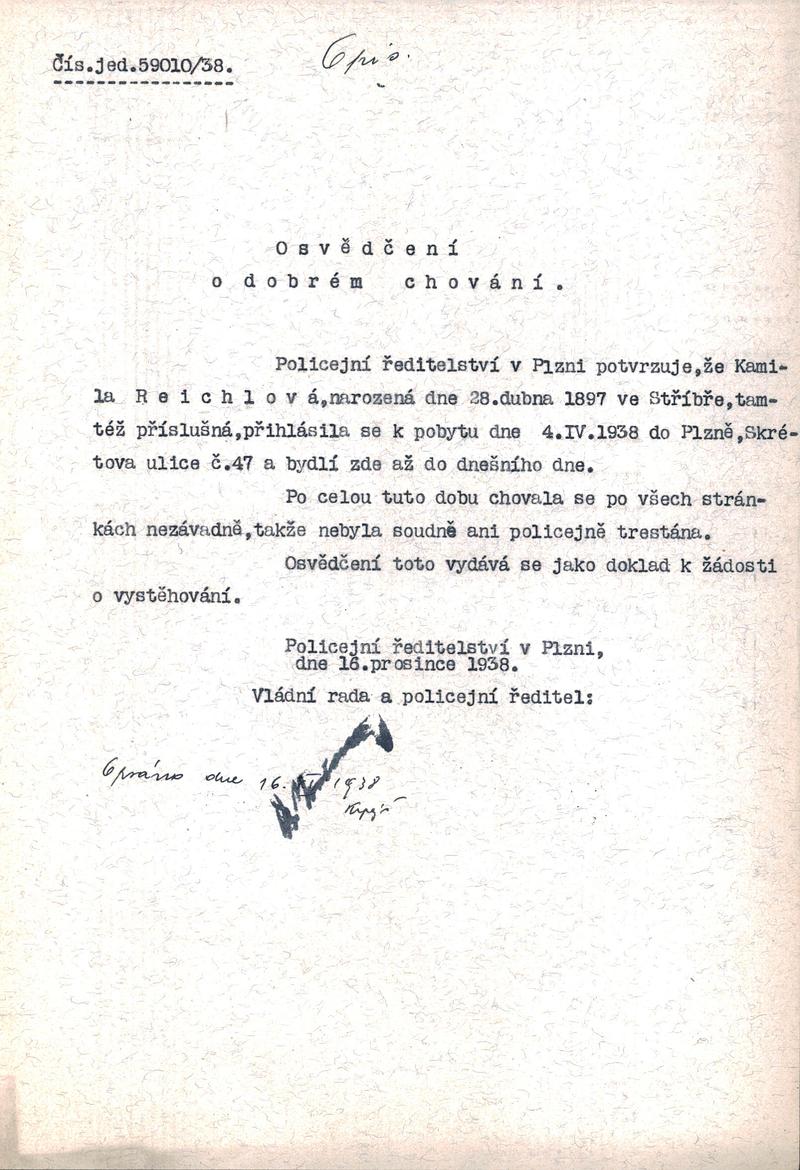 Čís.jed.59010/38.
Opis.
Osvědčení
o dobrém chování.
Policejní ředitelství v Plzni potvrzuje,že Kami-
la Reichlová,narozená dne 28.dubna 1897 ve Stříbře,tam-
též příslušná,přihlásila se k pobytu dne 4.IV.1938 do Plzně,Skré-
tova ulice č.47 a bydlí zde až do dnešního dne.
Po celou tuto dobu chovala se po všech strán-
kách nezávadně,takže nebyla soudně ani policejně trestána.
Osvědčení toto vydává se jako doklad k žádosti
o vystěhování.
Policejní ředitelství v Plzni,
dne 16.prosince 1938.
Vládní rada a policejní ředitel:
dne 16. 1938